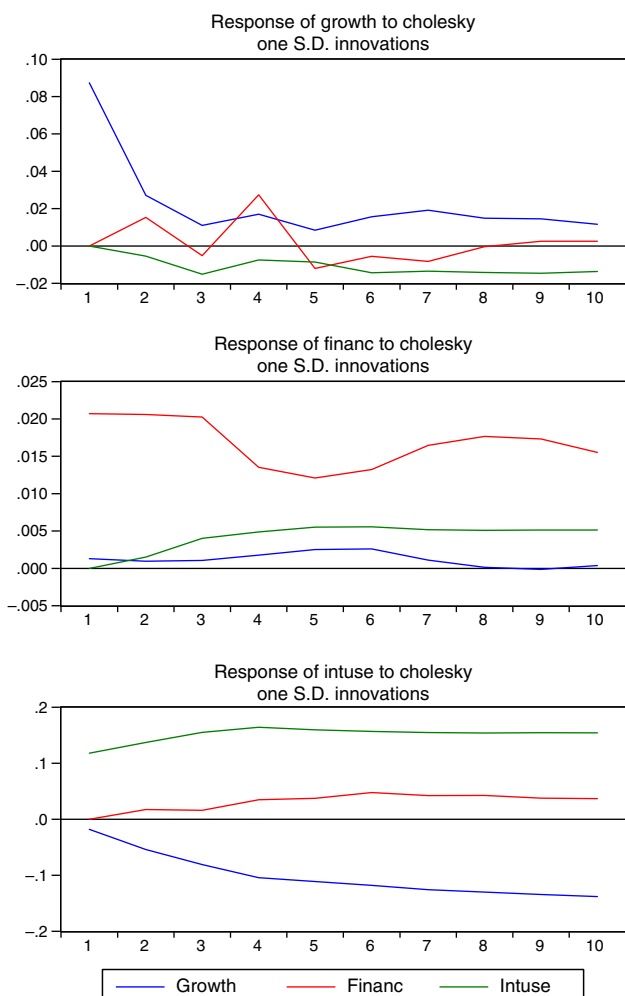 Response of growth to cholesky
one S.D. innovations
.10
.08
.06
.04
.02
.00
–.02
1 2 3 4 5 6 7 8 9 10
Response of financ to cholesky
one S.D. innovations
.025
.020
.015
.010
.005
.000
–.005
1 2 3 4 5 6 7 8 9 10
Response of intuse to cholesky
one S.D. innovations
.2
.1
.0
–.1
–.2
1 2 3 4 5 6 7 8 9 10
Growth Financ Intuse